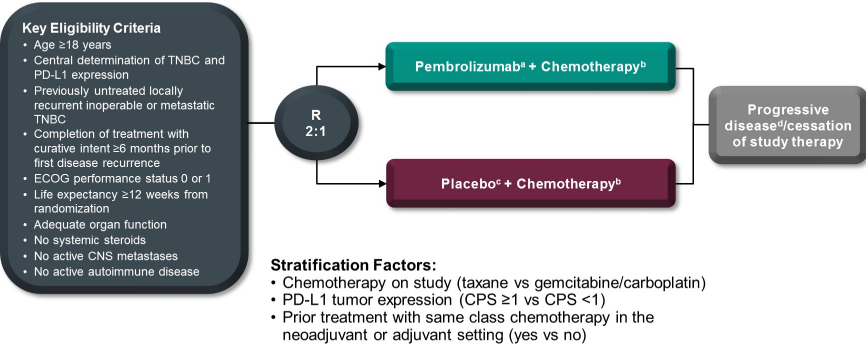 Key Eligibility Criteria
• Age ≥18 years
• Central determination of TNBC and
PD-L1 expression
• Previously untreated locally
recurrent inoperable or metastatic
TNBC
• Completion of treatment with
curative intent ≥6 months prior to
first disease recurrence
• ECOG performance status 0 or 1
• Life expectancy ≥12 weeks from
randomization
• Adequate organ function
• No systemic steroids
• No active CNS metastases
• No active autoimmune disease
R
2:1
Pembrolizumabᵃ + Chemotherapyᵇ
Placeboᶜ + Chemotherapyᵇ
Progressive
diseaseᵈ/cessation
of study therapy
Stratification Factors:
• Chemotherapy on study (taxane vs gemcitabine/carboplatin)
• PD-L1 tumor expression (CPS ≥1 vs CPS <1)
• Prior treatment with same class chemotherapy in the
neoadjuvant or adjuvant setting (yes vs no)